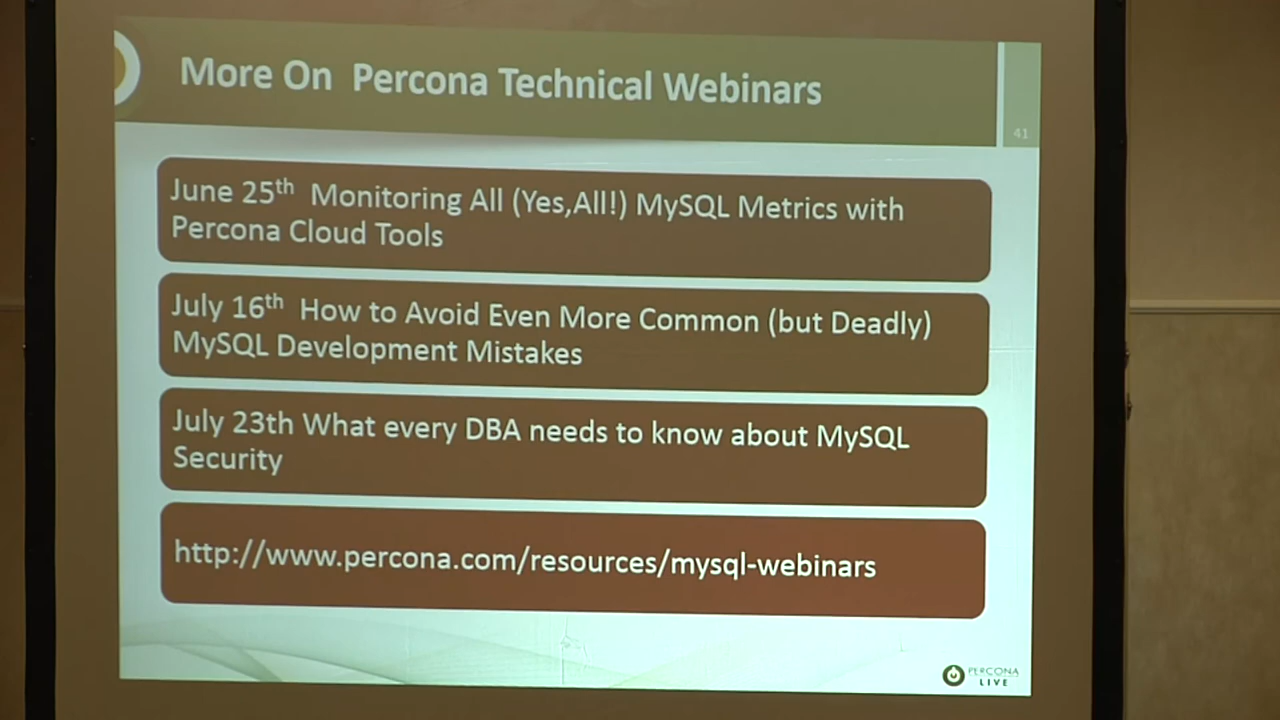 More On Percona Technical Webinars
41
June 25th Monitoring All (Yes,All!) MySQL Metrics with
Percona Cloud Tools
July 16th How to Avoid Even More Common (but Deadly)
MySQL Development Mistakes
July 23th What every DBA needs to know about MySQL
Security
http://www.percona.com/resources/mysql-webinars
PERCONA
LIVE